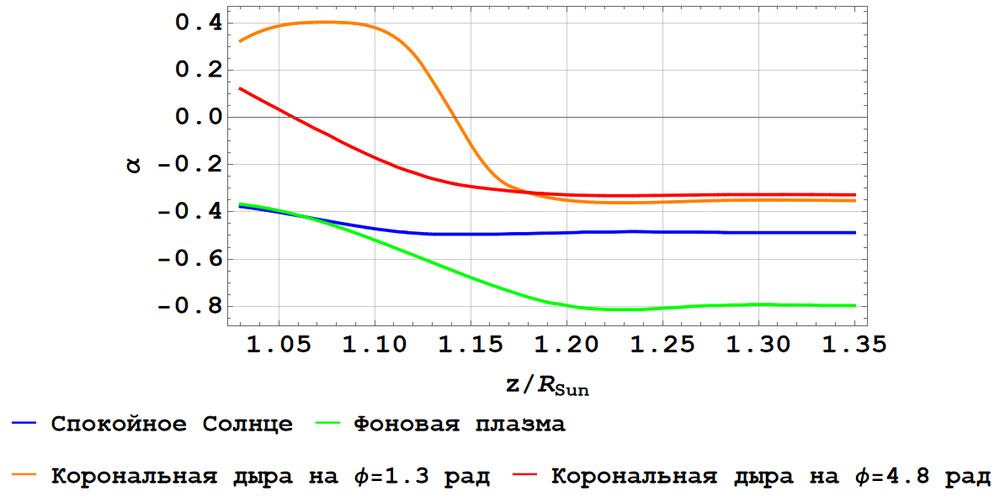 0.4
0.2
0.0
α
-0.2
-0.4
-0.6
-0.8
1.05 1.10 1.15 1.20 1.25 1.30 1.35
z/RSun
Спокойное Солнце Фоновая плазма
Корональная дыра на ϕ=1.3 рад Корональная дыра на ϕ=4.8 рад